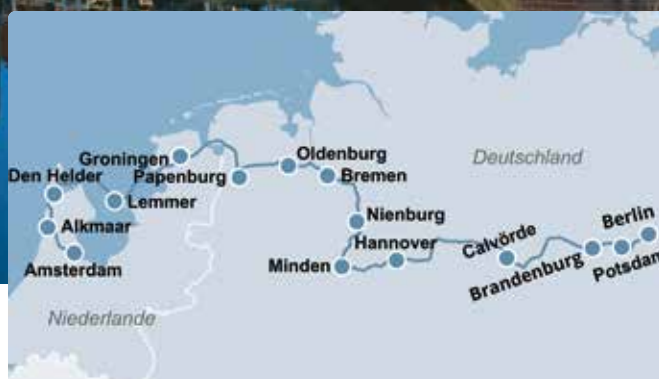 Groningen
Oldenburg
Den Helder
Papenburg
Bremen
Deutschland
Lemmer
Alkmaar
Nienburg
Berlin
Hannover
Calvörde
Amsterdam
Minden
Brandenburg
Potsdam
Niederlande